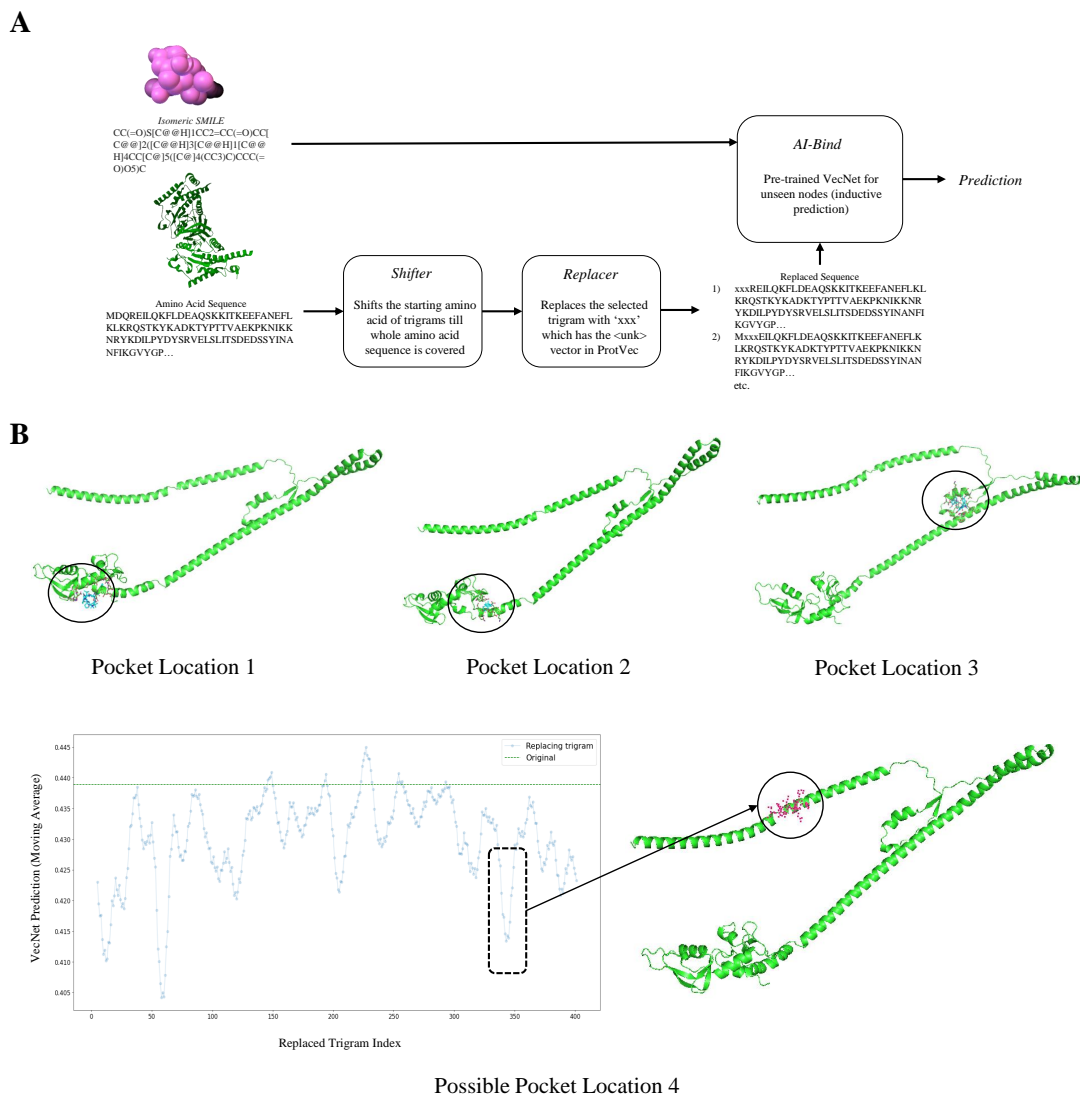 A
Isomeric SMILE
CC(=O)S[C@@H]1CC2=CC(=O)CC[
C@@]2([C@@H]3[C@@H]1[C@@
H]4CC[C@]5([C@]4(CC3)C)CCC(=
O)O5)C
Amino Acid Sequence
MDQREILQKFLDEAQSKKITKEEFANEFL
KLKRQSTKYKADKTYPTTVAEKPKNIKK
NRYKDILPYDYSRVELSLITSDEDSSYINA
NFIKGVYGP…
Shifter
Shifts the starting amino
acid of trigrams till
whole amino acid
sequence is covered
Replacer
Replaces the selected
trigram with ‘xxx’
which has the <unk>
vector in ProtVec
AI-Bind
Pre-trained VecNet for
unseen nodes (inductive
prediction)
Prediction
Replaced Sequence
1) xxxREILQKFLDEAQSKKITKEEFANEFLKL
KRQSTKYKADKTYPTTVAEKPKNIKKNR
YKDILPYDYSRVELSLITSDEDSSYINANF
IKGVYGP…
2) MxxxEILQKFLDEAQSKKITKEEFANEFLK
LKRQSTKYKADKTYPTTVAEKPKNIKKN
RYKDILPYDYSRVELSLITSDEDSSYINAN
FIKGVYGP…
etc.
B
Pocket Location 1
Pocket Location 2
Pocket Location 3
VecNet Prediction (Moving Average)
0.445
0.440
0.435
0.430
0.425
0.420
0.415
0.410
0.405
Replacing trigram
Original
0 50 100 150 200 250 300 350 400
Replaced Trigram Index
Possible Pocket Location 4